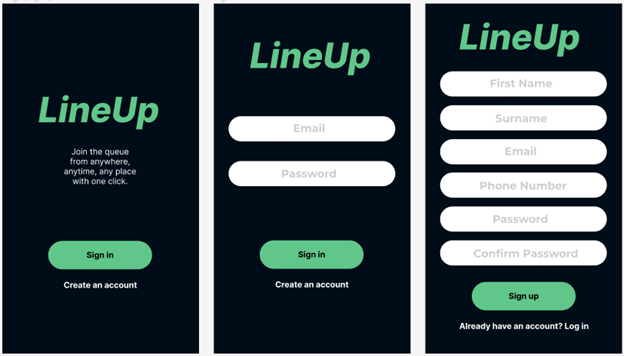 LineUp
Join the queue
from anywhere,
anytime, any place
with one click.
Sign in
Create an account
LineUp
Email
Password
Sign in
Create an account
LineUp
First Name
Surname
Email
Phone Number
Password
Confirm Password
Sign up
Already have an account? Log in